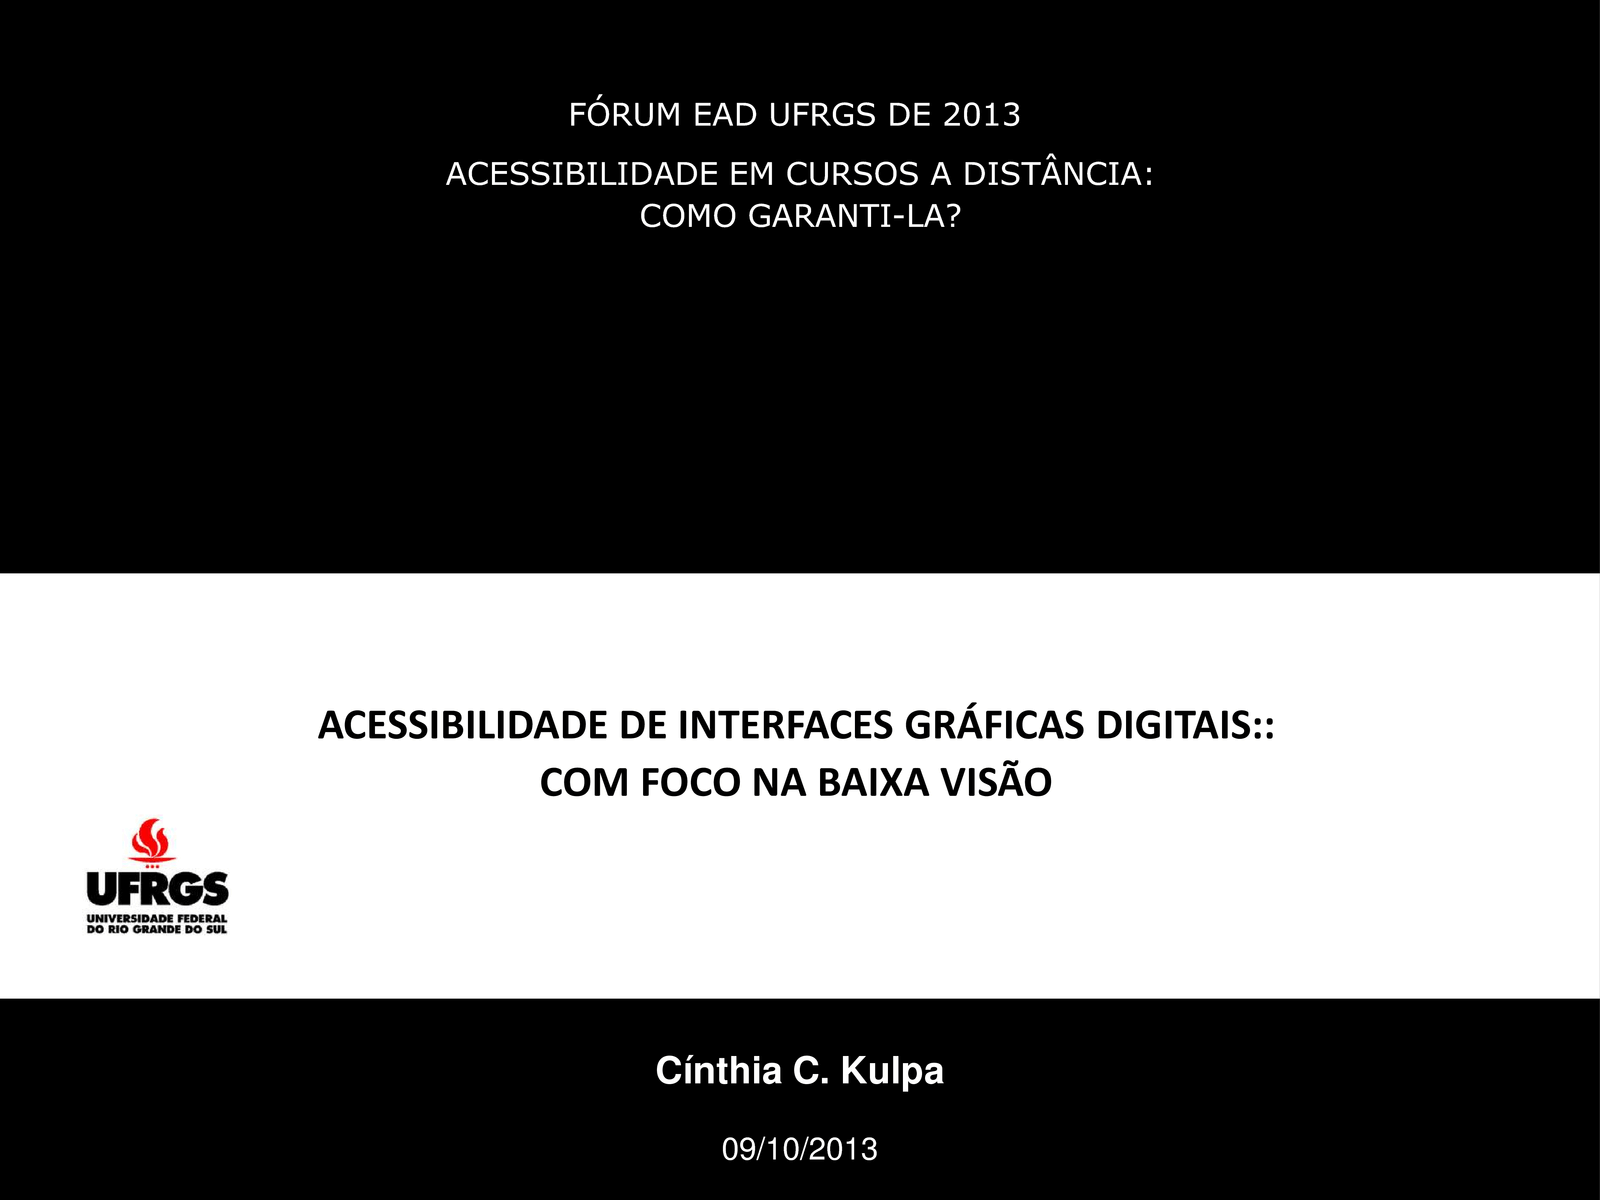 FÓRUM EAD UFRGS DE 2013
ACESSIBILIDADE EM CURSOS A DISTÂNCIA:
COMO GARANTI-LA?
ACESSIBILIDADE DE INTERFACES GRÁFICAS DIGITAIS::
COM FOCO NA BAIXA VISÃO
UFRGS
UNIVERSIDADE FEDERAL
DO RIO GRANDE DO SUL
Cínthia C. Kulpa
09/10/2013